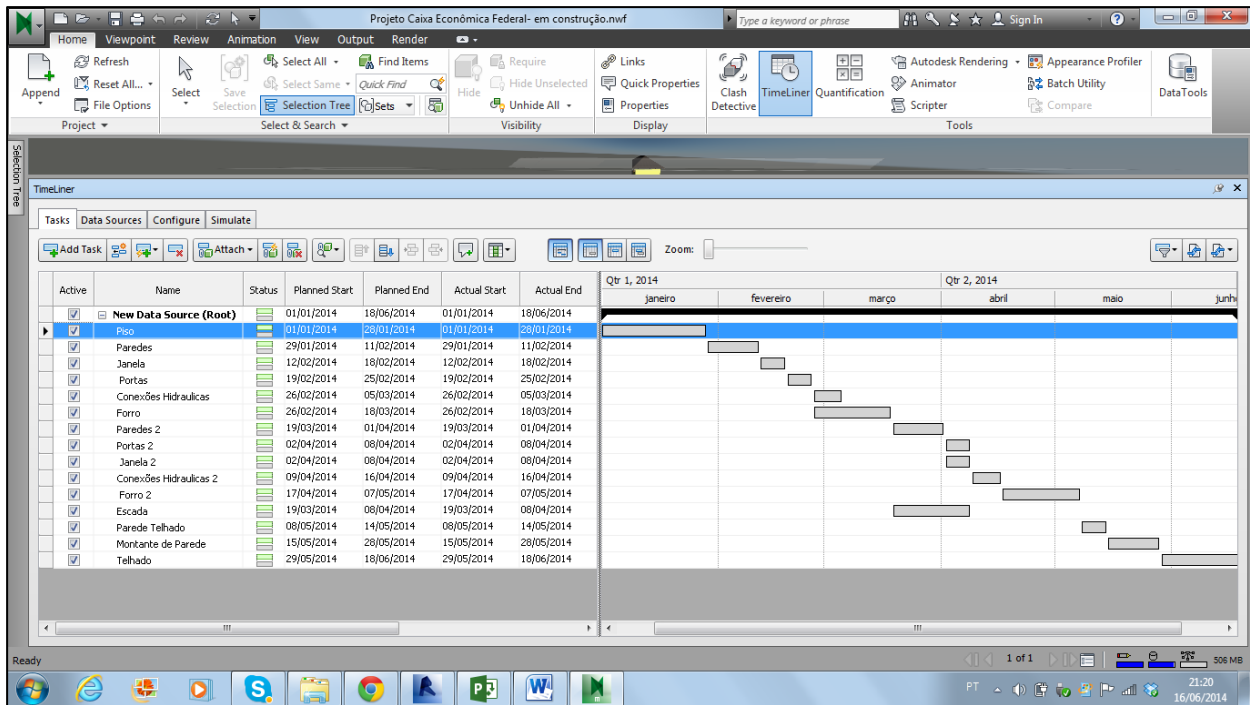 Projeto Caixa Econômica Federal- em construção.nwf
Type a keyword or phrase
Sign In
Home Viewpoint Review Animation View Output Render
Append
Refresh
Reset All...
File Options
Project
Select
Save Selection
Select All
Select Same
Selection Tree
Find Items
Quick Find
Sets
Select & Search
Hide
Require
Hide Unselected
Unhide All
Visibility
Links
Quick Properties
Properties
Display
Clash Detective
TimeLiner
Quantification
Autodesk Rendering
Animator
Scripter
Appearance Profiler
Batch Utility
Compare
Tools
DataTools
Selection Tree
TimeLiner
Tasks Data Sources Configure Simulate
Add Task Attach Zoom:
Active Name Status Planned Start Planned End Actual Start Actual End
Qtr 1, 2014 Qtr 2, 2014
janeiro fevereiro março abril maio junh
New Data Source (Root) 01/01/2014 18/06/2014 01/01/2014 18/06/2014
Piso 01/01/2014 28/01/2014 01/01/2014 28/01/2014
Paredes 29/01/2014 11/02/2014 29/01/2014 11/02/2014
Janela 12/02/2014 18/02/2014 12/02/2014 18/02/2014
Portas 19/02/2014 25/02/2014 19/02/2014 25/02/2014
Conexões Hidraulicas 26/02/2014 05/03/2014 26/02/2014 05/03/2014
Forro 26/02/2014 18/03/2014 26/02/2014 18/03/2014
Paredes 2 19/03/2014 01/04/2014 19/03/2014 01/04/2014
Portas 2 02/04/2014 08/04/2014 02/04/2014 08/04/2014
Janela 2 02/04/2014 08/04/2014 02/04/2014 08/04/2014
Conexões Hidraulicas 2 09/04/2014 16/04/2014 09/04/2014 16/04/2014
Forro 2 17/04/2014 07/05/2014 17/04/2014 07/05/2014
Escada 19/03/2014 08/04/2014 19/03/2014 08/04/2014
Parede Telhado 08/05/2014 14/05/2014 08/05/2014 14/05/2014
Montante de Parede 15/05/2014 28/05/2014 15/05/2014 28/05/2014
Telhado 29/05/2014 18/06/2014 29/05/2014 18/06/2014
Ready
1 of 1
506 MB
PT
21:20
16/06/2014